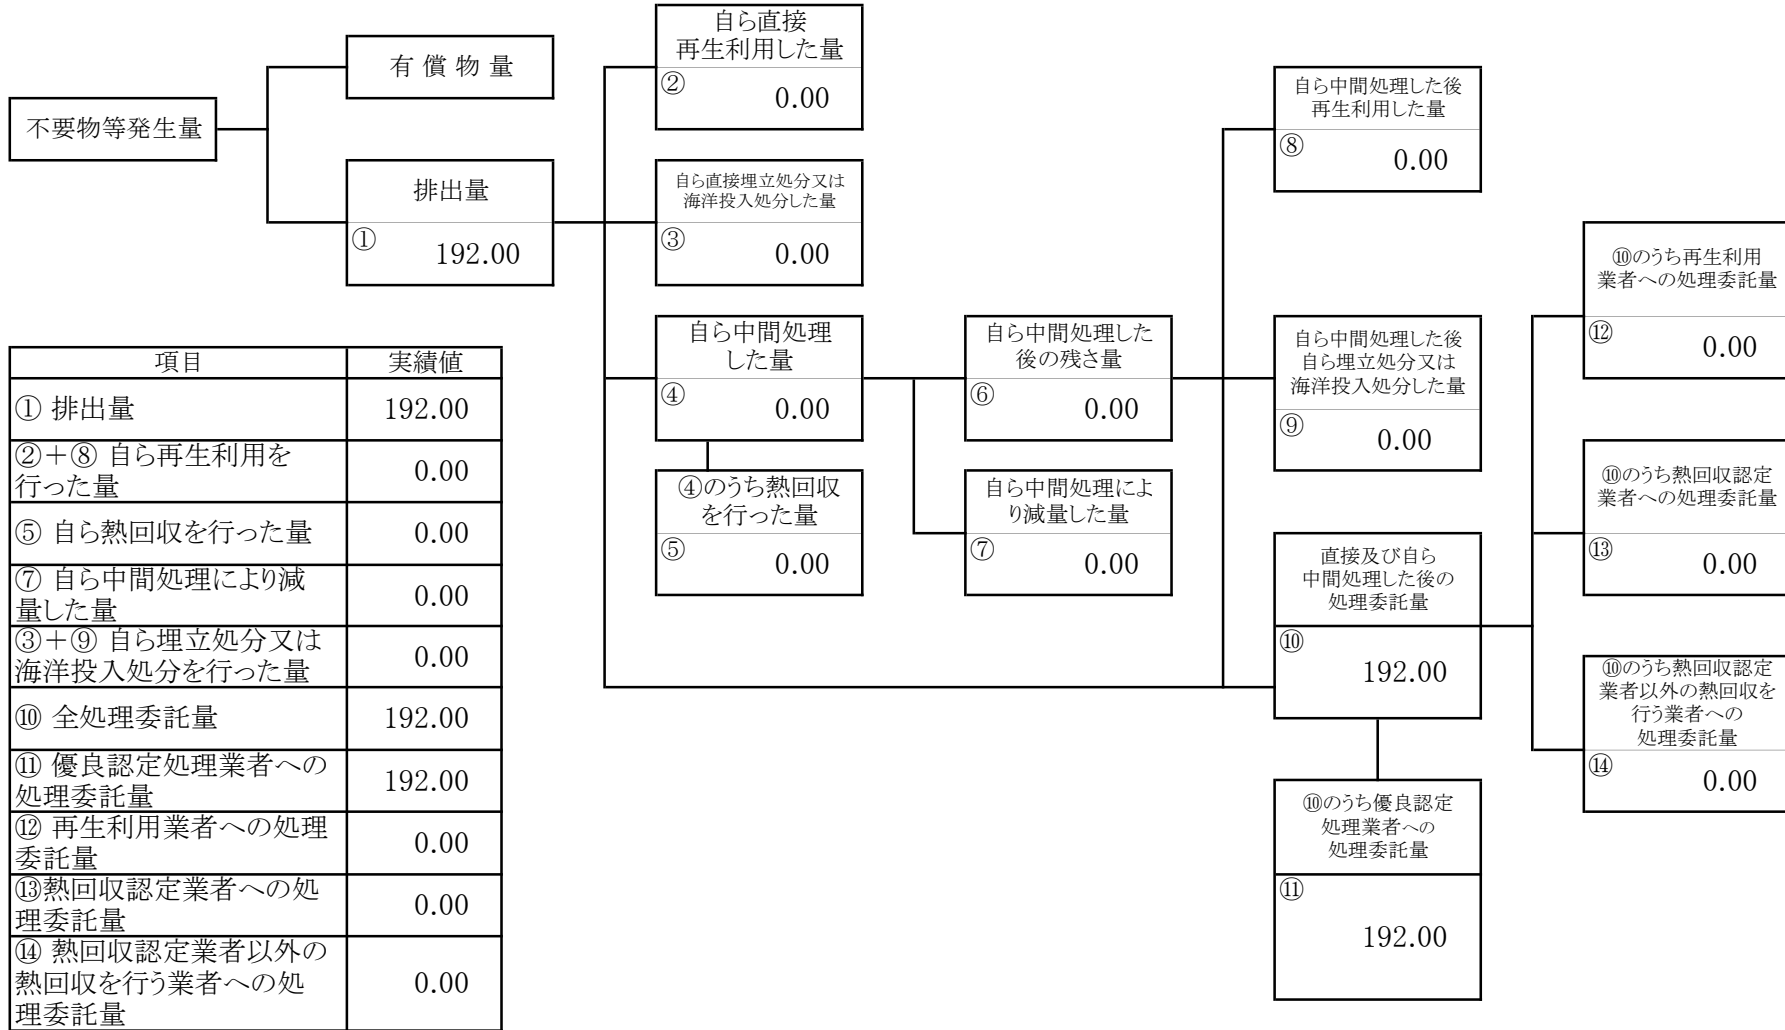 不要物等発生量
有 償 物 量
排出量
①
192.00
自ら直接
再生利用した量
②
0.00
自ら直接埋立処分又は
海洋投入処分した量
③
0.00
自ら中間処理
した量
④
0.00
④のうち熱回収
を行った量
⑤
0.00
自ら中間処理した
後の残さ量
⑥
0.00
自ら中間処理によ
り減量した量
⑦
0.00
自ら中間処理した後
再生利用した量
⑧
0.00
自ら中間処理した後
自ら埋立処分又は
海洋投入処分した量
⑨
0.00
直接及び自ら
中間処理した後の
処理委託量
⑩
192.00
⑩のうち優良認定
処理業者への
処理委託量
⑪
192.00
⑩のうち再生利用
業者への処理委託量
⑫
0.00
⑩のうち熱回収認定
業者への処理委託量
⑬
0.00
⑩のうち熱回収認定
業者以外の熱回収を
行う業者への
処理委託量
⑭
0.00
項目 実績値
① 排出量 192.00
②＋⑧ 自ら再生利用を
行った量
0.00
⑤ 自ら熱回収を行った量 0.00
⑦ 自ら中間処理により減
量した量
0.00
③＋⑨ 自ら埋立処分又は
海洋投入処分を行った量
0.00
⑩ 全処理委託量 192.00
⑪ 優良認定処理業者への
処理委託量
192.00
⑫ 再生利用業者への処理
委託量
0.00
⑬熱回収認定業者への処
理委託量
0.00
⑭ 熱回収認定業者以外の
熱回収を行う業者への処
理委託量
0.00